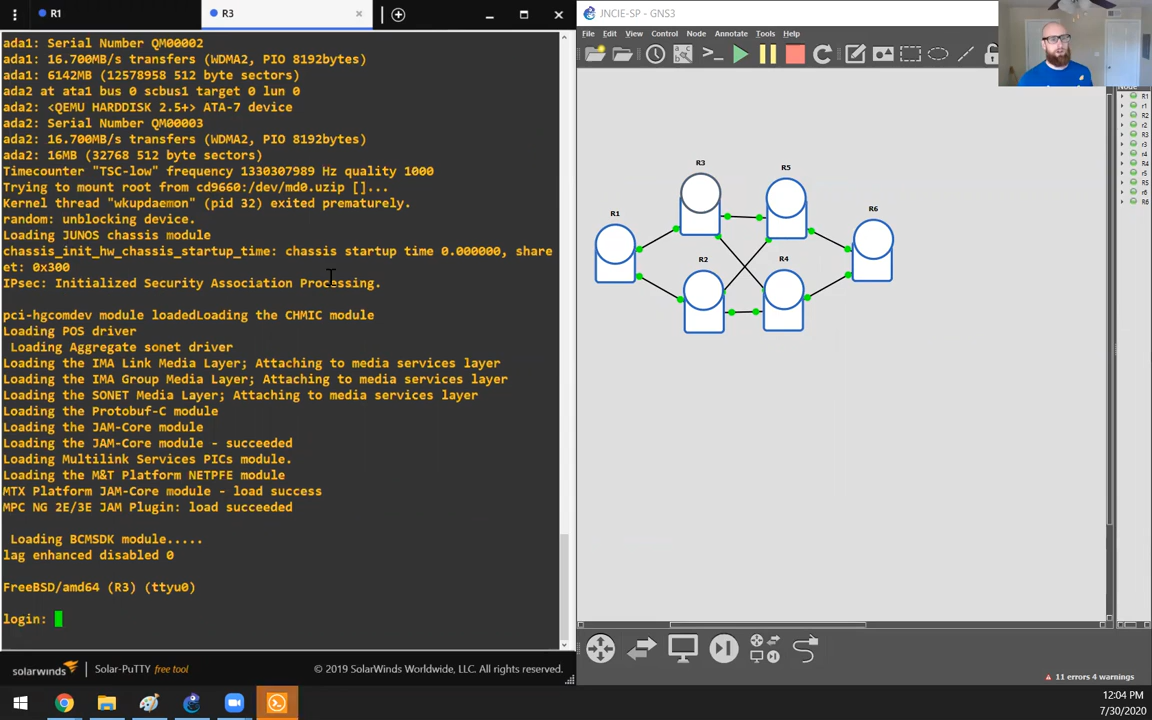 R1
R3
ada1: Serial Number QM00002
ada1: 16.700MB/s transfers (WDMA2, PIO 8192bytes)
ada1: 6142MB (12578958 512 byte sectors)
ada2 at ata1 bus 0 scbus1 target 0 lun 0
ada2: <QEMU HARDDISK 2.5+> ATA-7 device
ada2: Serial Number QM00003
ada2: 16.700MB/s transfers (WDMA2, PIO 8192bytes)
ada2: 16MB (32768 512 byte sectors)
Timecounter "TSC-low" frequency 1330307989 Hz quality 1000
Trying to mount root from cd9660:/dev/md0.uzip []...
Kernel thread "wkupdaemon" (pid 32) exited prematurely.
random: unblocking device.
Loading JUNOS chassis module
chassis_init_hw_chassis_startup_time: chassis startup time 0.000000, share
et: 0x300
IPsec: Initialized Security Association Processing.
pci-hgcomdev module loadedLoading the CHMIC module
Loading POS driver
Loading Aggregate sonet driver
Loading the IMA Link Media Layer; Attaching to media services layer
Loading the IMA Group Media Layer; Attaching to media services layer
Loading the SONET Media Layer; Attaching to media services layer
Loading the Protobuf-C module
Loading the JAM-Core module
Loading the JAM-Core module - succeeded
Loading Multilink Services PICs module.
Loading the M&T Platform NETPFE module
MTX Platform JAM-Core module - load success
MPC NG 2E/3E JAM Plugin: load succeeded
Loading BCMSDK module.....
lag enhanced disabled 0
FreeBSD/amd64 (R3) (ttyu0)
login:
solarwinds
Solar-PuTTY free tool
© 2019 SolarWinds Worldwide, LLC. All rights reserved.
JNCIE-SP - GNS3
File Edit View Control Node Annotate Tools Help
R3
R5
R1
R6
R2
R4
R1
r1
R2
r2
R3
r3
R4
r4
R5
r5
R6
r6
11 errors 4 warnings
12:04 PM
7/30/2020